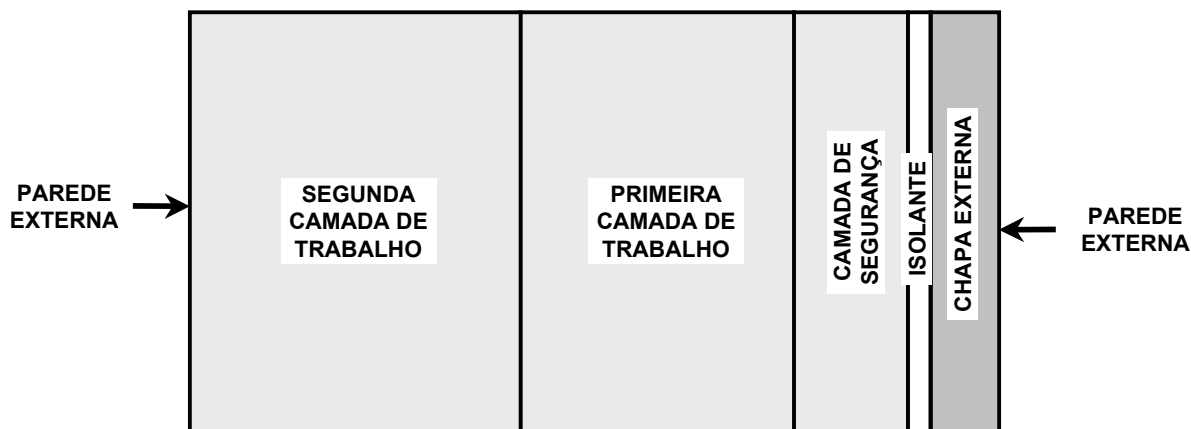 PAREDE
EXTERNA
SEGUNDA
CAMADA DE
TRABALHO
PRIMEIRA
CAMADA DE
TRABALHO
CAMADA DE
SEGURANÇA
ISOLANTE
CHAPA EXTERNA
PAREDE
EXTERNA